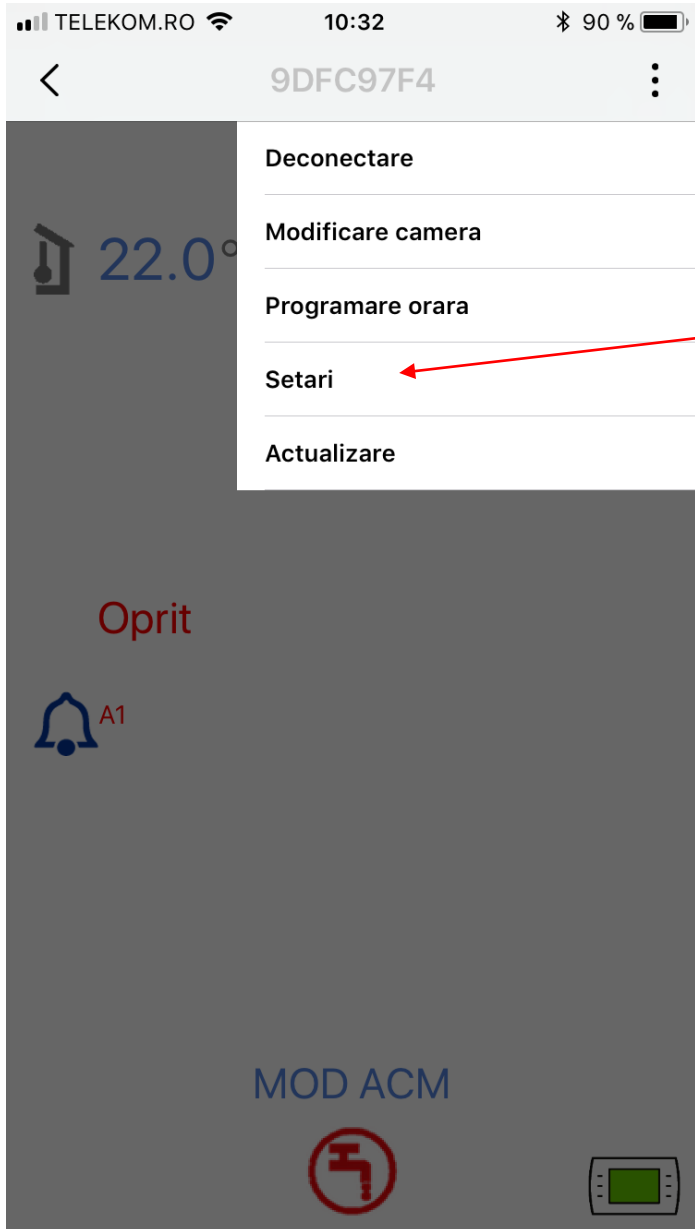 TELEKOM.RO 10:32 90 %
9DFC97F4
Deconectare
Modificare camera
22.0°
Programare orara
Setari
Actualizare
Oprit
A1
MOD ACM